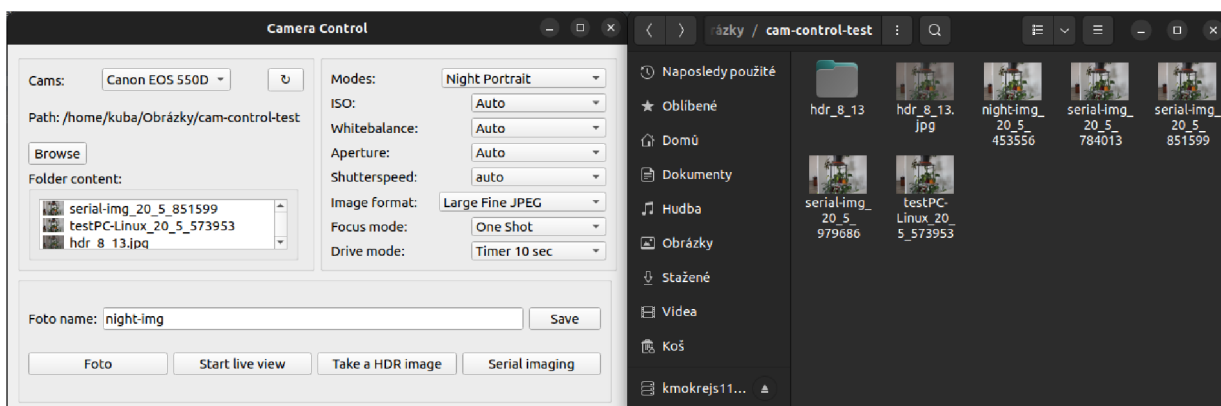 Camera Control
Cams:
Canon EOS 550D
Path: /home/kuba/Obrázky/cam-control-test
Browse
Folder content:
serial-img_20_5_851599
testPC-Linux_20_5_573953
hdr_8_13.jpg
Modes:
Night Portrait
ISO:
Auto
Whitebalance:
Auto
Aperture:
Auto
Shutterspeed:
auto
Image format:
Large Fine JPEG
Focus mode:
One Shot
Drive mode:
Timer 10 sec
Foto name:
night-img
Save
Foto
Start live view
Take a HDR image
Serial imaging
rázky / cam-control-test
Naposledy použité
Oblíbené
Domů
Dokumenty
Hudba
Obrázky
Stažené
Videa
Koš
kmokrejs11...
hdr_8_13
hdr_8_13.
jpg
night-img_
20_5_
453556
serial-img_
20_5_
784013
serial-img_
20_5_
851599
serial-img_
20_5_
979686
testPC-
Linux_20_
5_573953